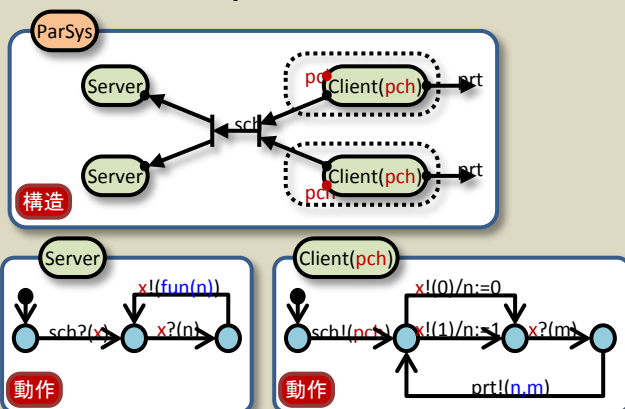 ParSys
pch
Client(pch)
prt
Server
sch
Server
Client(pch)
prt
pch
構造
Server
x!(fun(n))
sch?(x)
x?(n)
動作
Client(pch)
x!(0)/n:=0
sch!(pch)
x!(1)/n:=1
x?(m)
prt!(n,m)
動作